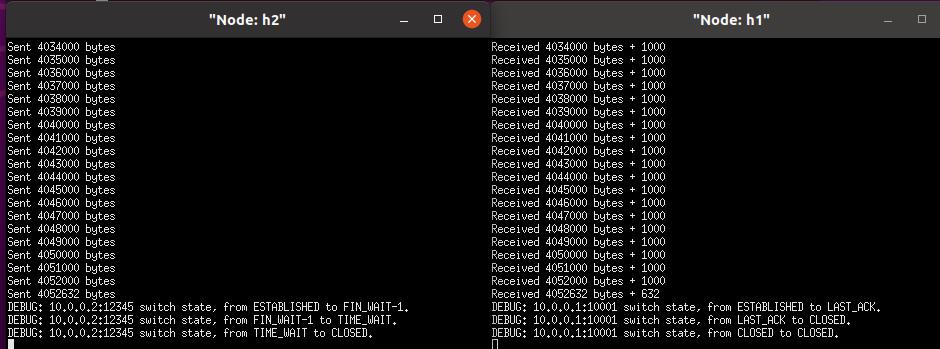 "Node: h2"
Sent 4034000 bytes
Sent 4035000 bytes
Sent 4036000 bytes
Sent 4037000 bytes
Sent 4038000 bytes
Sent 4039000 bytes
Sent 4040000 bytes
Sent 4041000 bytes
Sent 4042000 bytes
Sent 4043000 bytes
Sent 4044000 bytes
Sent 4045000 bytes
Sent 4046000 bytes
Sent 4047000 bytes
Sent 4048000 bytes
Sent 4049000 bytes
Sent 4050000 bytes
Sent 4051000 bytes
Sent 4052000 bytes
Sent 4052632 bytes
DEBUG: 10.0.0.2:12345 switch state, from ESTABLISHED to FIN_WAIT-1.
DEBUG: 10.0.0.2:12345 switch state, from FIN_WAIT-1 to TIME_WAIT.
DEBUG: 10.0.0.2:12345 switch state, from TIME_WAIT to CLOSED.
"Node: h1"
Received 4034000 bytes + 1000
Received 4035000 bytes + 1000
Received 4036000 bytes + 1000
Received 4037000 bytes + 1000
Received 4038000 bytes + 1000
Received 4039000 bytes + 1000
Received 4040000 bytes + 1000
Received 4041000 bytes + 1000
Received 4042000 bytes + 1000
Received 4043000 bytes + 1000
Received 4044000 bytes + 1000
Received 4045000 bytes + 1000
Received 4046000 bytes + 1000
Received 4047000 bytes + 1000
Received 4048000 bytes + 1000
Received 4049000 bytes + 1000
Received 4050000 bytes + 1000
Received 4051000 bytes + 1000
Received 4052000 bytes + 1000
Received 4052632 bytes + 632
DEBUG: 10.0.0.1:10001 switch state, from ESTABLISHED to LAST_ACK.
DEBUG: 10.0.0.1:10001 switch state, from LAST_ACK to CLOSED.
DEBUG: 10.0.0.1:10001 switch state, from CLOSED to CLOSED.